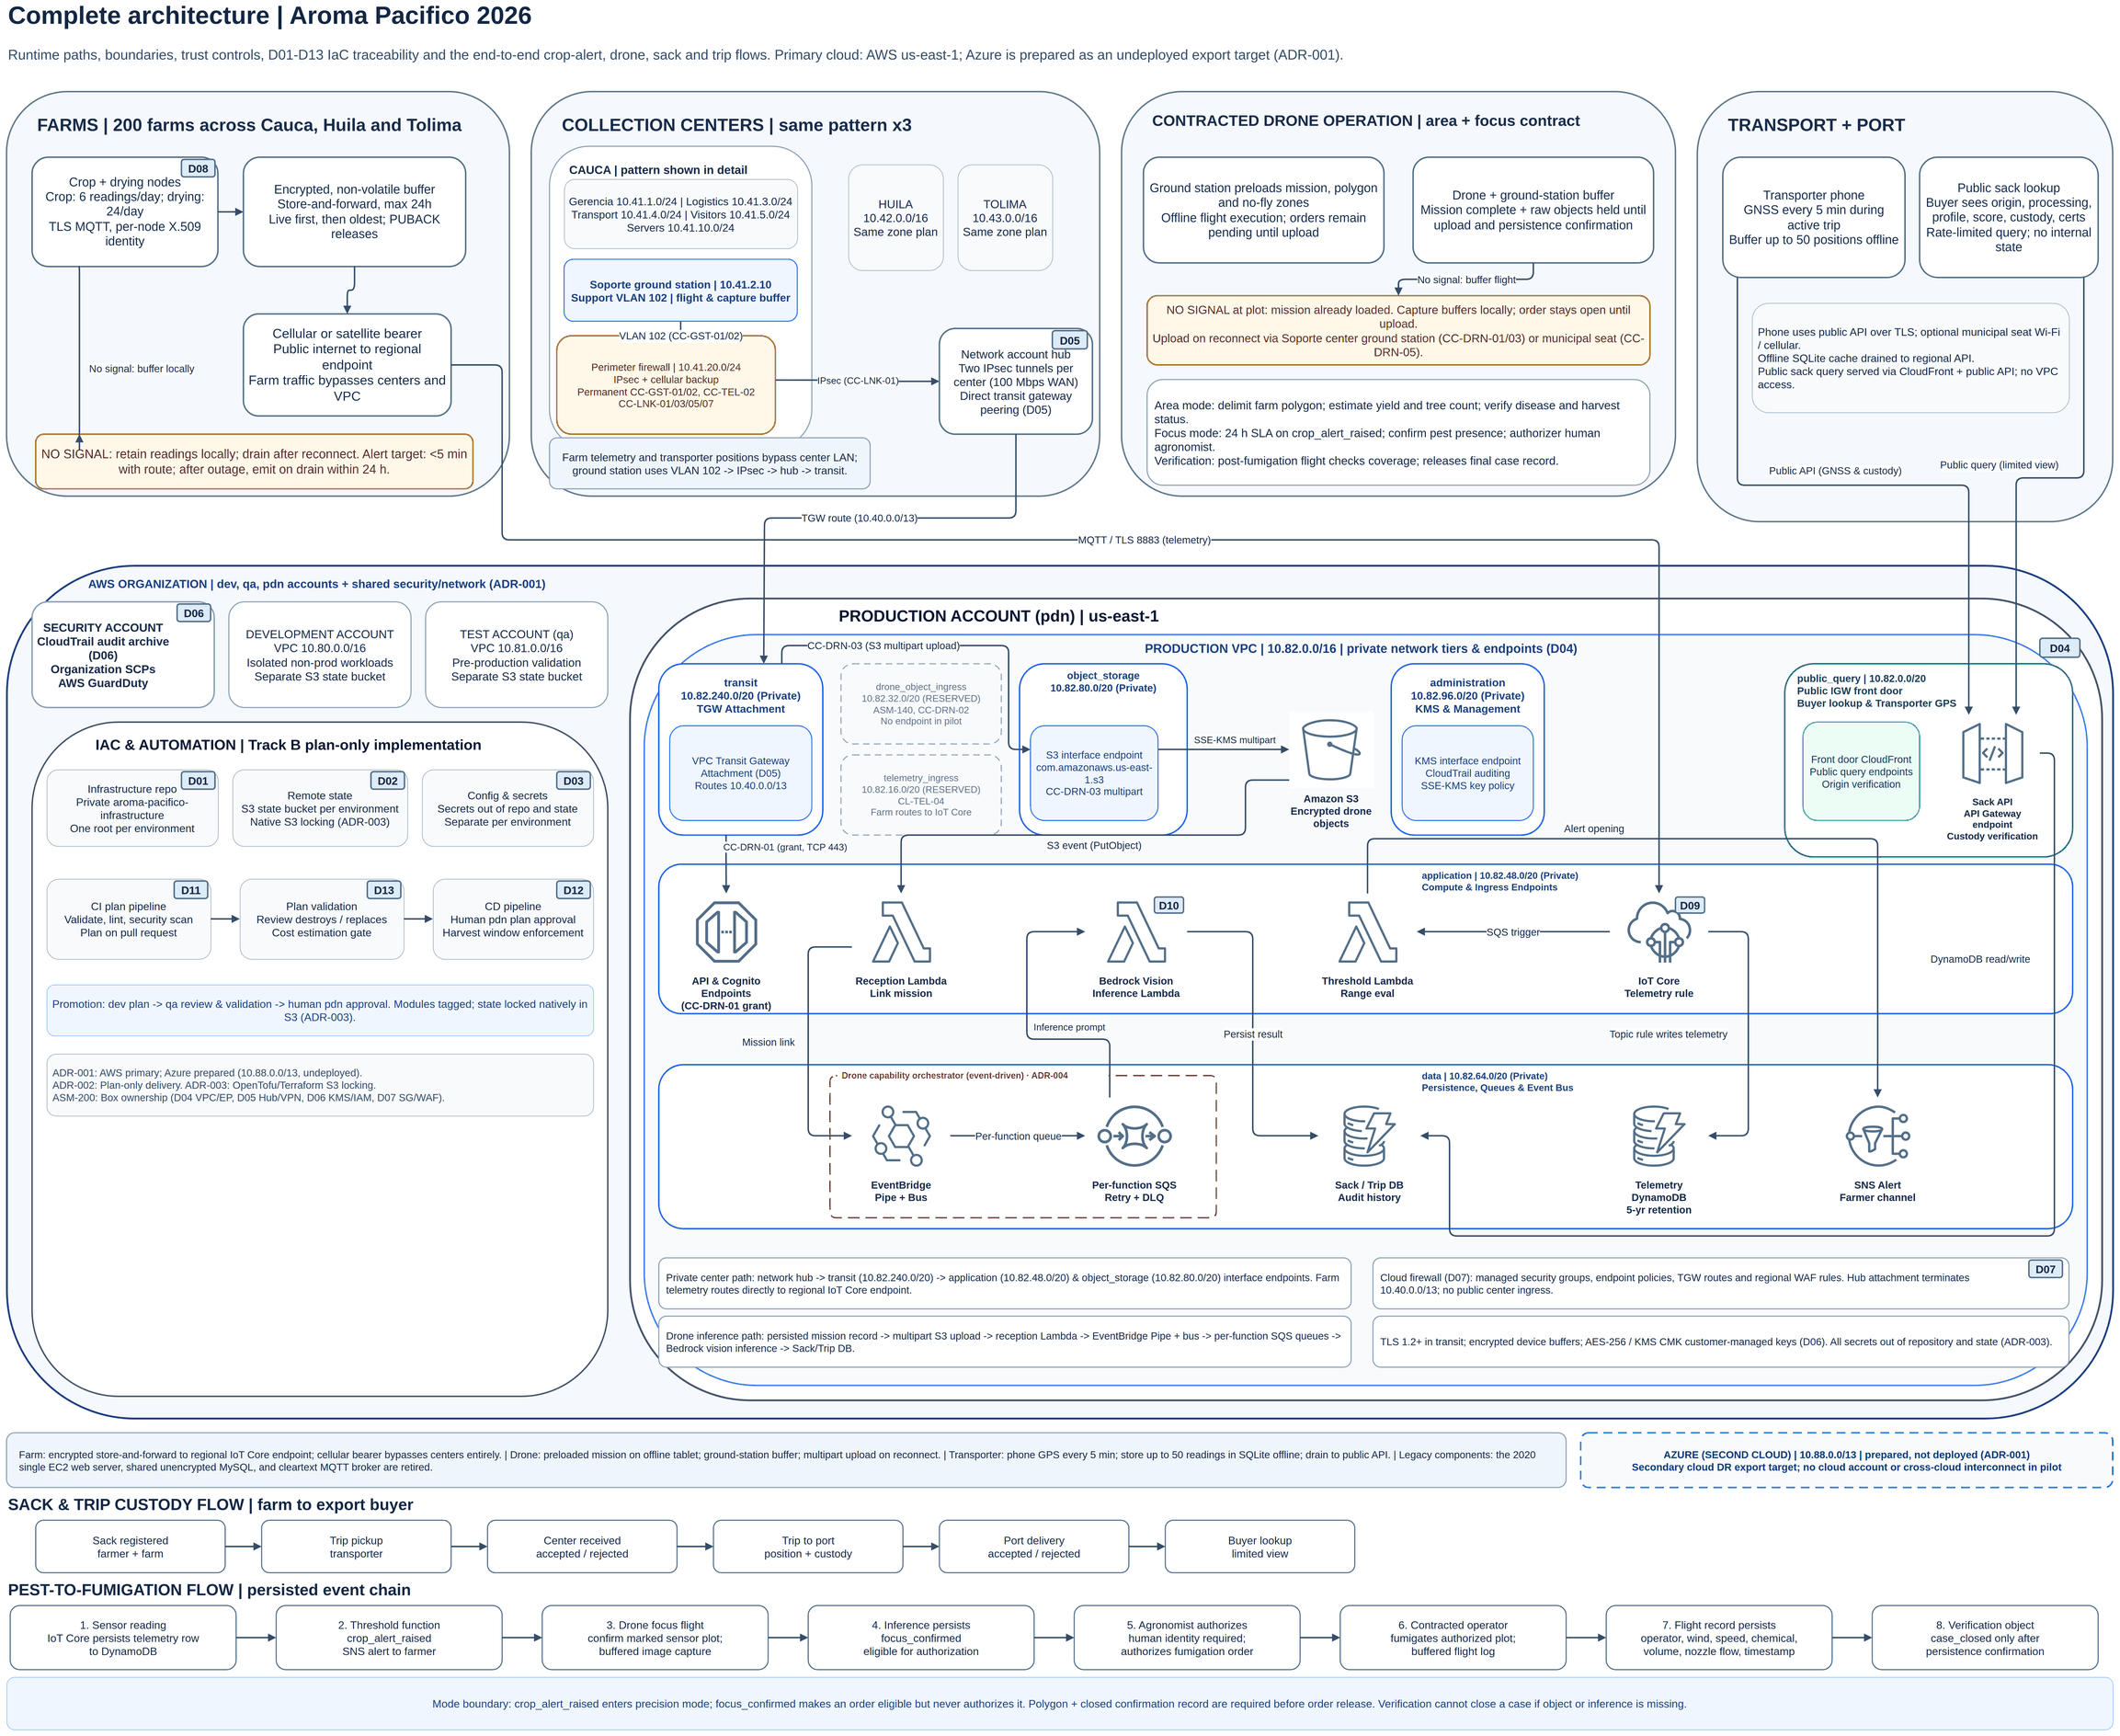 Complete architecture | Aroma Pacifico 2026
Runtime paths, boundaries, trust controls, D01-D13 IaC traceability and the end-to-end crop-alert, drone, sack and trip flows. Primary cloud: AWS us-east-1; Azure is prepared as an undeployed export target (ADR-001).
FARMS | 200 farms across Cauca, Huila and Tolima
D08
Crop + drying nodes
Crop: 6 readings/day; drying:
24/day
TLS MQTT, per-node X.509
identity
Encrypted, non-volatile buffer
Store-and-forward, max 24h
Live first, then oldest; PUBACK
releases
Cellular or satellite bearer
Public internet to regional
endpoint
Farm traffic bypasses centers and
VPC
No signal: buffer locally
NO SIGNAL: retain readings locally; drain after reconnect. Alert target: <5 min
with route; after outage, emit on drain within 24 h.
COLLECTION CENTERS | same pattern x3
CAUCA | pattern shown in detail
Gerencia 10.41.1.0/24 | Logistics 10.41.3.0/24
Transport 10.41.4.0/24 | Visitors 10.41.5.0/24
Servers 10.41.10.0/24
Soporte ground station | 10.41.2.10
Support VLAN 102 | flight & capture buffer
VLAN 102 (CC-GST-01/02)
Perimeter firewall | 10.41.20.0/24
IPsec + cellular backup
Permanent CC-GST-01/02, CC-TEL-02
CC-LNK-01/03/05/07
HUILA
10.42.0.0/16
Same zone plan
TOLIMA
10.43.0.0/16
Same zone plan
IPsec (CC-LNK-01)
D05
Network account hub
Two IPsec tunnels per
center (100 Mbps WAN)
Direct transit gateway
peering (D05)
Farm telemetry and transporter positions bypass center LAN;
ground station uses VLAN 102 -> IPsec -> hub -> transit.
CONTRACTED DRONE OPERATION | area + focus contract
Ground station preloads mission, polygon
and no-fly zones
Offline flight execution; orders remain
pending until upload
Drone + ground-station buffer
Mission complete + raw objects held until
upload and persistence confirmation
No signal: buffer flight
NO SIGNAL at plot: mission already loaded. Capture buffers locally; order stays open until
upload.
Upload on reconnect via Soporte center ground station (CC-DRN-01/03) or municipal seat (CC-
DRN-05).
Area mode: delimit farm polygon; estimate yield and tree count; verify disease and harvest
status.
Focus mode: 24 h SLA on crop_alert_raised; confirm pest presence; authorizer human
agronomist.
Verification: post-fumigation flight checks coverage; releases final case record.
TRANSPORT + PORT
Transporter phone
GNSS every 5 min during
active trip
Buffer up to 50 positions offline
Public sack lookup
Buyer sees origin, processing,
profile, score, custody, certs
Rate-limited query; no internal
state
Phone uses public API over TLS; optional municipal seat Wi-Fi
/ cellular.
Offline SQLite cache drained to regional API.
Public sack query served via CloudFront + public API; no VPC
access.
Public API (GNSS & custody)
Public query (limited view)
TGW route (10.40.0.0/13)
MQTT / TLS 8883 (telemetry)
AWS ORGANIZATION | dev, qa, pdn accounts + shared security/network (ADR-001)
D06
SECURITY ACCOUNT
CloudTrail audit archive
(D06)
Organization SCPs
AWS GuardDuty
DEVELOPMENT ACCOUNT
VPC 10.80.0.0/16
Isolated non-prod workloads
Separate S3 state bucket
TEST ACCOUNT (qa)
VPC 10.81.0.0/16
Pre-production validation
Separate S3 state bucket
IAC & AUTOMATION | Track B plan-only implementation
D01
Infrastructure repo
Private aroma-pacifico-
infrastructure
One root per environment
D02
Remote state
S3 state bucket per environment
Native S3 locking (ADR-003)
D03
Config & secrets
Secrets out of repo and state
Separate per environment
D11
CI plan pipeline
Validate, lint, security scan
Plan on pull request
D13
Plan validation
Review destroys / replaces
Cost estimation gate
D12
CD pipeline
Human pdn plan approval
Harvest window enforcement
Promotion: dev plan -> qa review & validation -> human pdn approval. Modules tagged; state locked natively in
S3 (ADR-003).
ADR-001: AWS primary; Azure prepared (10.88.0.0/13, undeployed).
ADR-002: Plan-only delivery. ADR-003: OpenTofu/Terraform S3 locking.
ASM-200: Box ownership (D04 VPC/EP, D05 Hub/VPN, D06 KMS/IAM, D07 SG/WAF).
PRODUCTION ACCOUNT (pdn) | us-east-1
PRODUCTION VPC | 10.82.0.0/16 | private network tiers & endpoints (D04)
D04
CC-DRN-03 (S3 multipart upload)
transit
10.82.240.0/20 (Private)
TGW Attachment
VPC Transit Gateway
Attachment (D05)
Routes 10.40.0.0/13
drone_object_ingress
10.82.32.0/20 (RESERVED)
ASM-140, CC-DRN-02
No endpoint in pilot
telemetry_ingress
10.82.16.0/20 (RESERVED)
CL-TEL-04
Farm routes to IoT Core
object_storage
10.82.80.0/20 (Private)
S3 interface endpoint
com.amazonaws.us-east-
1.s3
CC-DRN-03 multipart
SSE-KMS multipart
Amazon S3
Encrypted drone
objects
administration
10.82.96.0/20 (Private)
KMS & Management
KMS interface endpoint
CloudTrail auditing
SSE-KMS key policy
public_query | 10.82.0.0/20
Public IGW front door
Buyer lookup & Transporter GPS
Front door CloudFront
Public query endpoints
Origin verification
Sack API
API Gateway
endpoint
Custody verification
CC-DRN-01 (grant, TCP 443)
S3 event (PutObject)
Alert opening
application | 10.82.48.0/20 (Private)
Compute & Ingress Endpoints
API & Cognito
Endpoints
(CC-DRN-01 grant)
Reception Lambda
Link mission
D10
Bedrock Vision
Inference Lambda
Threshold Lambda
Range eval
SQS trigger
D09
IoT Core
Telemetry rule
DynamoDB read/write
Mission link
Inference prompt
Persist result
Topic rule writes telemetry
data | 10.82.64.0/20 (Private)
Persistence, Queues & Event Bus
Drone capability orchestrator (event-driven) · ADR-004
EventBridge
Pipe + Bus
Per-function queue
Per-function SQS
Retry + DLQ
Sack / Trip DB
Audit history
Telemetry
DynamoDB
5-yr retention
SNS Alert
Farmer channel
Private center path: network hub -> transit (10.82.240.0/20) -> application (10.82.48.0/20) & object_storage (10.82.80.0/20) interface endpoints. Farm
telemetry routes directly to regional IoT Core endpoint.
D07
Cloud firewall (D07): managed security groups, endpoint policies, TGW routes and regional WAF rules. Hub attachment terminates
10.40.0.0/13; no public center ingress.
Drone inference path: persisted mission record -> multipart S3 upload -> reception Lambda -> EventBridge Pipe + bus -> per-function SQS queues ->
Bedrock vision inference -> Sack/Trip DB.
TLS 1.2+ in transit; encrypted device buffers; AES-256 / KMS CMK customer-managed keys (D06). All secrets out of repository and state (ADR-003).
Farm: encrypted store-and-forward to regional IoT Core endpoint; cellular bearer bypasses centers entirely. | Drone: preloaded mission on offline tablet; ground-station buffer; multipart upload on reconnect. | Transporter: phone GPS every 5 min; store up to 50 readings in SQLite offline; drain to public API. | Legacy components: the 2020
single EC2 web server, shared unencrypted MySQL, and cleartext MQTT broker are retired.
AZURE (SECOND CLOUD) | 10.88.0.0/13 | prepared, not deployed (ADR-001)
Secondary cloud DR export target; no cloud account or cross-cloud interconnect in pilot
SACK & TRIP CUSTODY FLOW | farm to export buyer
Sack registered
farmer + farm
Trip pickup
transporter
Center received
accepted / rejected
Trip to port
position + custody
Port delivery
accepted / rejected
Buyer lookup
limited view
PEST-TO-FUMIGATION FLOW | persisted event chain
1. Sensor reading
IoT Core persists telemetry row
to DynamoDB
2. Threshold function
crop_alert_raised
SNS alert to farmer
3. Drone focus flight
confirm marked sensor plot;
buffered image capture
4. Inference persists
focus_confirmed
eligible for authorization
5. Agronomist authorizes
human identity required;
authorizes fumigation order
6. Contracted operator
fumigates authorized plot;
buffered flight log
7. Flight record persists
operator, wind, speed, chemical,
volume, nozzle flow, timestamp
8. Verification object
case_closed only after
persistence confirmation
Mode boundary: crop_alert_raised enters precision mode; focus_confirmed makes an order eligible but never authorizes it. Polygon + closed confirmation record are required before order release. Verification cannot close a case if object or inference is missing.